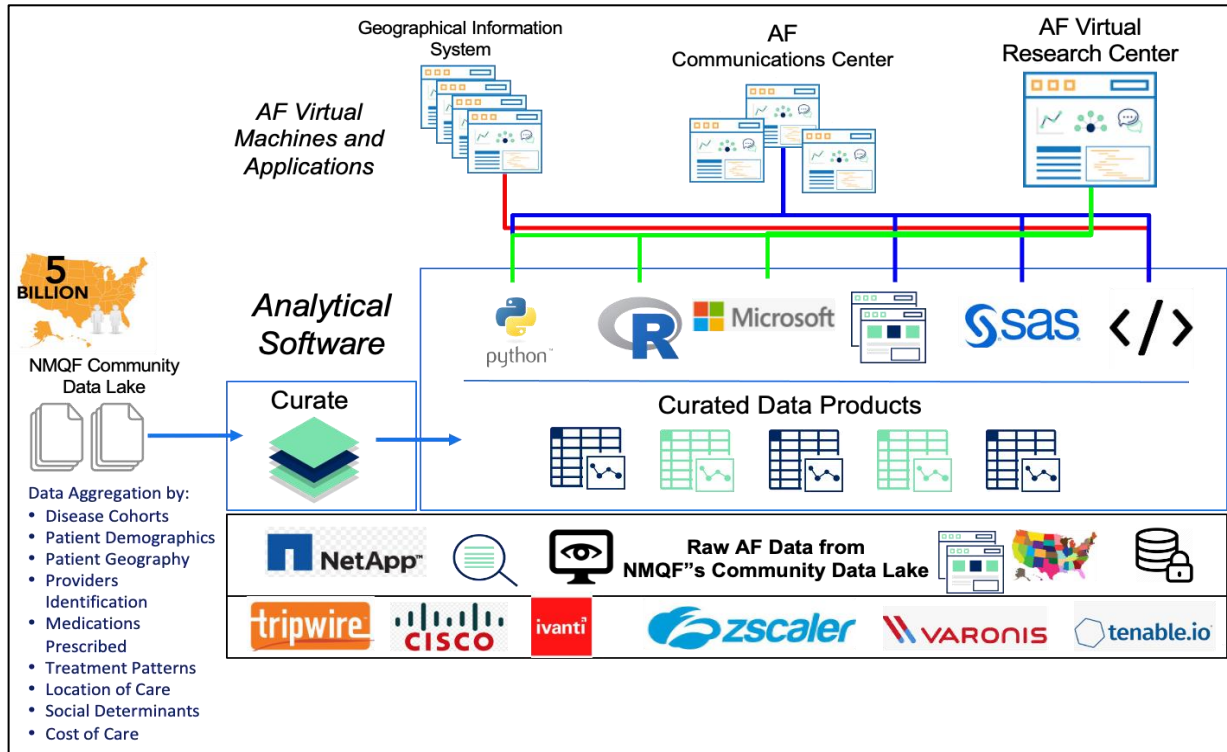 Geographical Information
System
AF
Communications Center
AF Virtual
Research Center
AF Virtual
Machines and
Applications
5
BILLION
NMQF Community
Data Lake
Analytical
Software
python™
R
Microsoft
sas
</>
Curate
Curated Data Products
Data Aggregation by:
• Disease Cohorts
• Patient Demographics
• Patient Geography
• Providers
Identification
• Medications
Prescribed
• Treatment Patterns
• Location of Care
• Social Determinants
• Cost of Care
NetApp™
Raw AF Data from
NMQF"s Community Data Lake
tripwire
CISCO
ivanti
zscaler
VARONIS
tenable.io